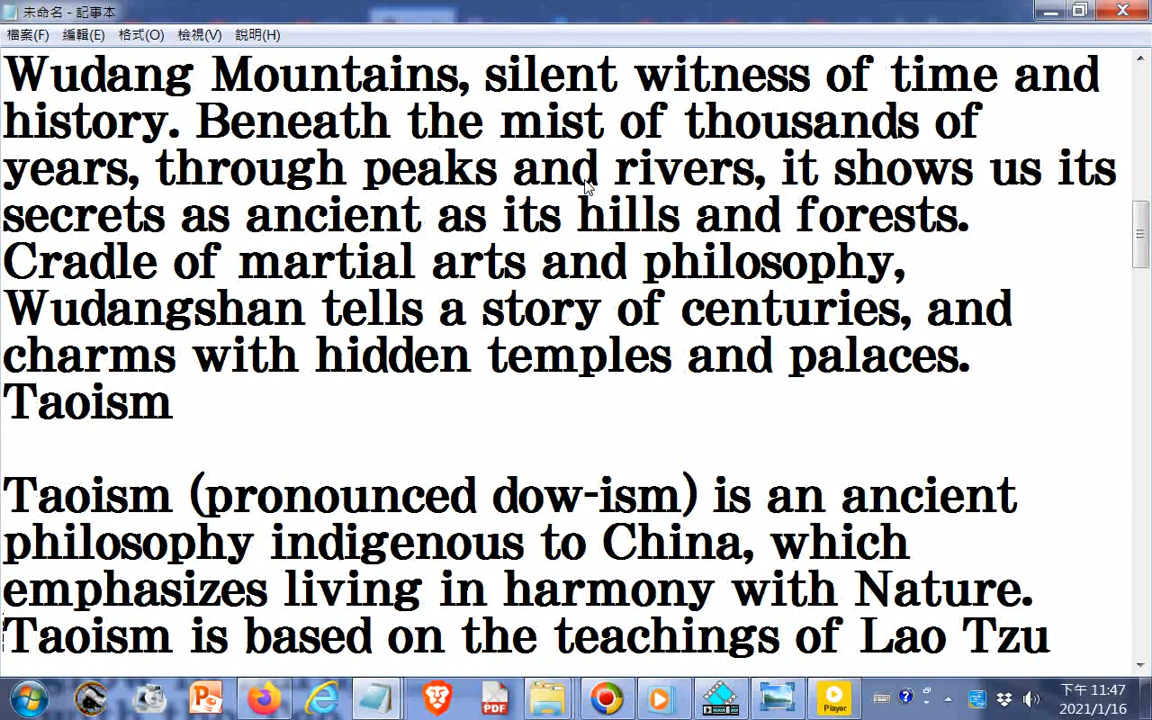 未命名 - 記事本
檔案(F) 編輯(E) 格式(O) 檢視(V) 說明(H)
Wudang Mountains, silent witness of time and
history. Beneath the mist of thousands of
years, through peaks and rivers, it shows us its
secrets as ancient as its hills and forests.
Cradle of martial arts and philosophy,
Wudangshan tells a story of centuries, and
charms with hidden temples and palaces.
Taoism
Taoism (pronounced dow-ism) is an ancient
philosophy indigenous to China, which
emphasizes living in harmony with Nature.
Taoism is based on the teachings of Lao Tzu
PDF
Player
下午 11:47
2021/1/16